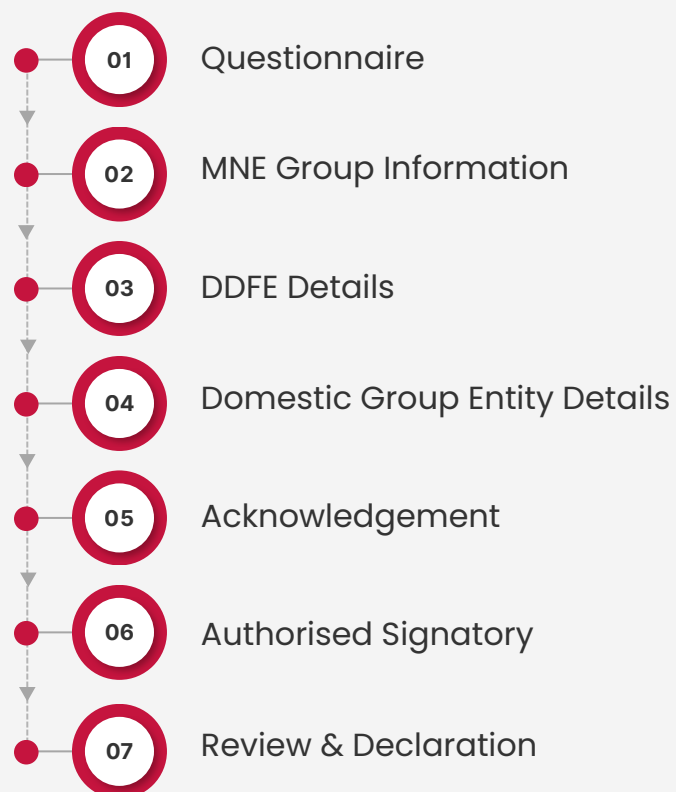 01 Questionnaire
02 MNE Group Information
03 DDFE Details
04 Domestic Group Entity Details
05 Acknowledgement
06 Authorised Signatory
07 Review & Declaration